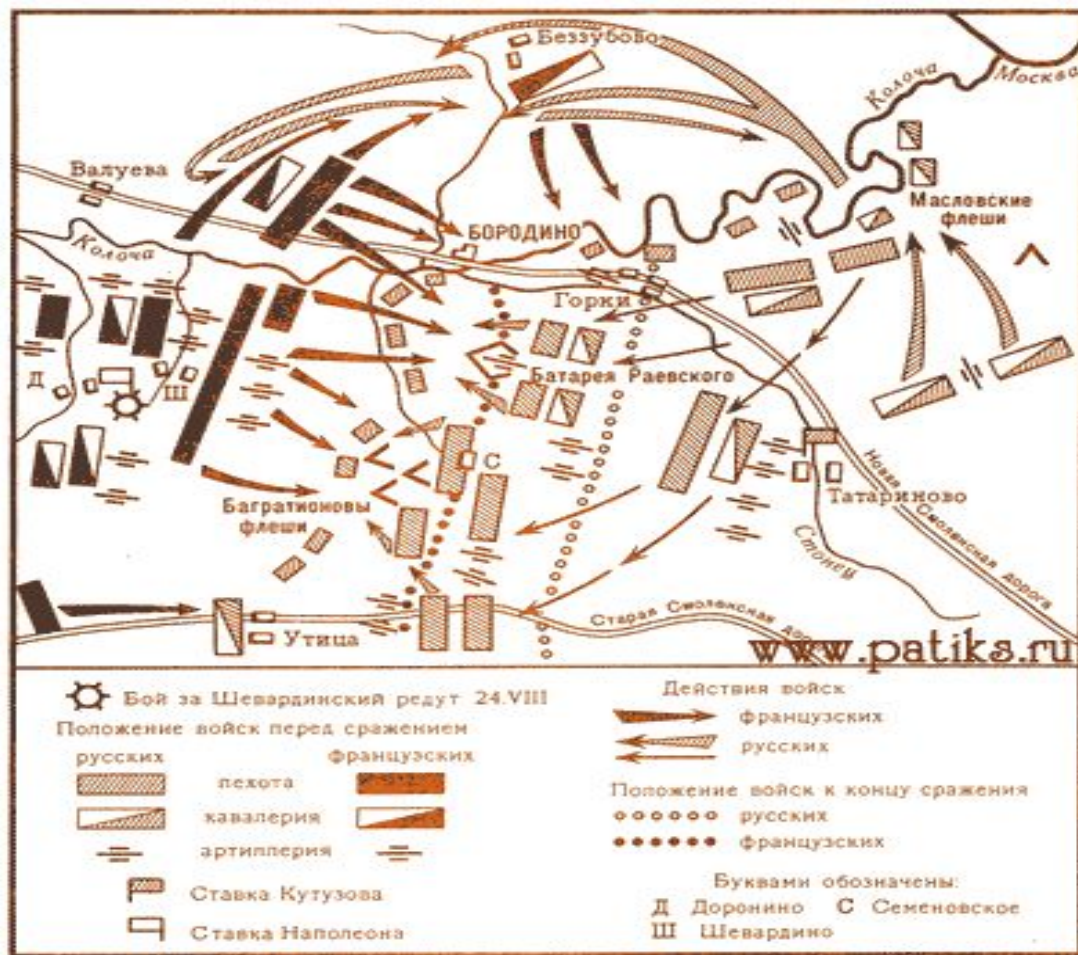 Беззубово
Колоча
Москва
Валуева
Масловские
флеши
БОРОДИНО
Колоча
Горки
Батарея Раевского
Д
Ш
С
Татариново
Багратионовы
флеши
Новая Смоленская дорога
Стонец
Старая Смоленская
Утица
www.patiks.ru
Бой за Шевардинский редут 24.VIII
Положение войск перед сражением
русских французских
пехота
кавалерия
артиллерия
Ставка Кутузова
Ставка Наполеона
Действия войск
французских
русских
Положение войск к концу сражения
русских
французских
Буквами обозначены:
Д Доронино С Семеновское
Ш Шевардино